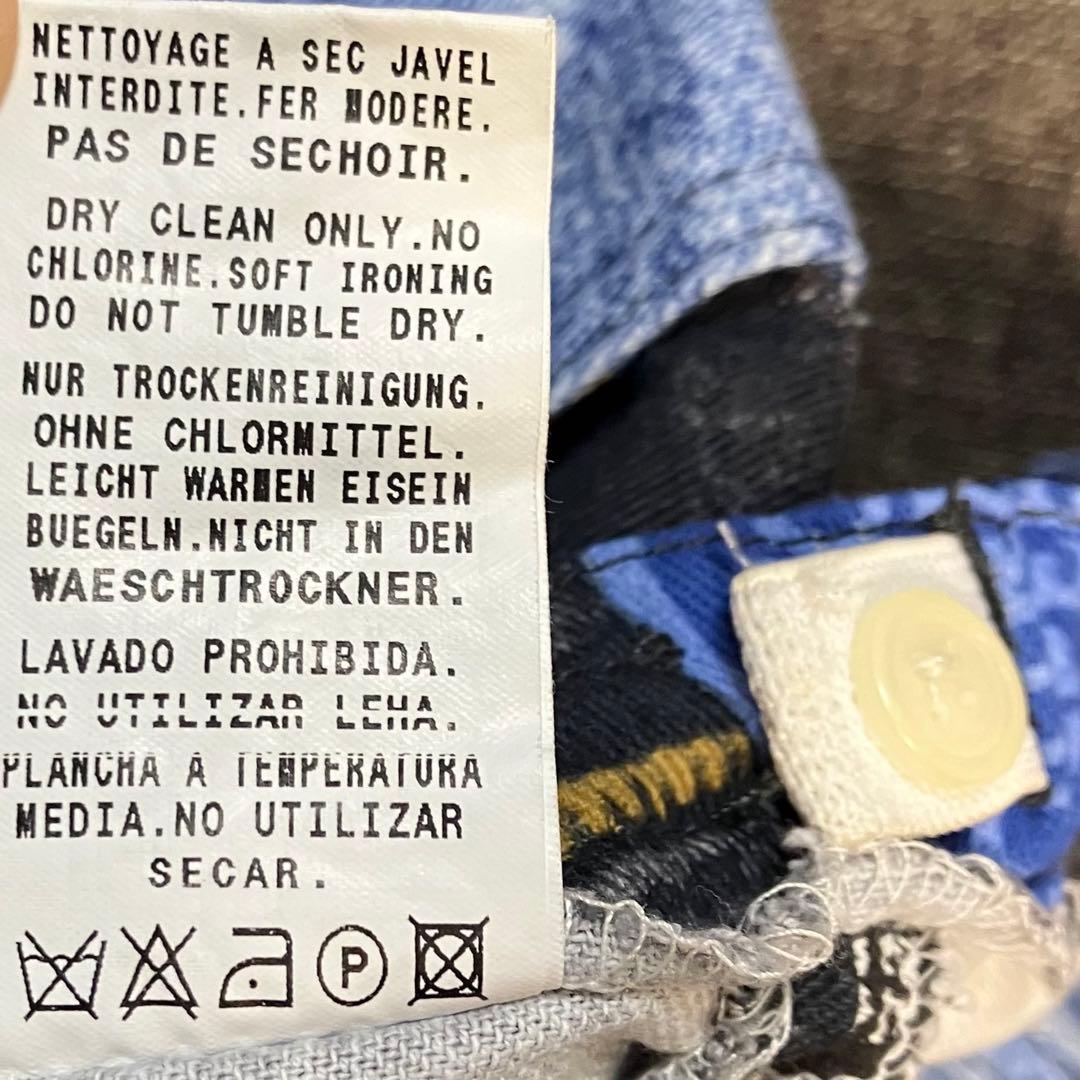 NETTOYAGE A SEC JAVEL
INTERDITE.FER MODERE.
PAS DE SECHOIR.
DRY CLEAN ONLY.NO
CHLORINE.SOFT IRONING
DO NOT TUMBLE DRY.
NUR TROCKENREINIGUNG.
OHNE CHLORMITTEL.
LEICHT WARMEN EISEIN
BUEGELN.NICHT IN DEN
WAESCHTROCKNER.
LAVADO PROHIBIDA.
NO UTILIZAR LEHA.
PLANCHA A TEMPERATURA
MEDIA.NO UTILIZAR
SECAR.
P